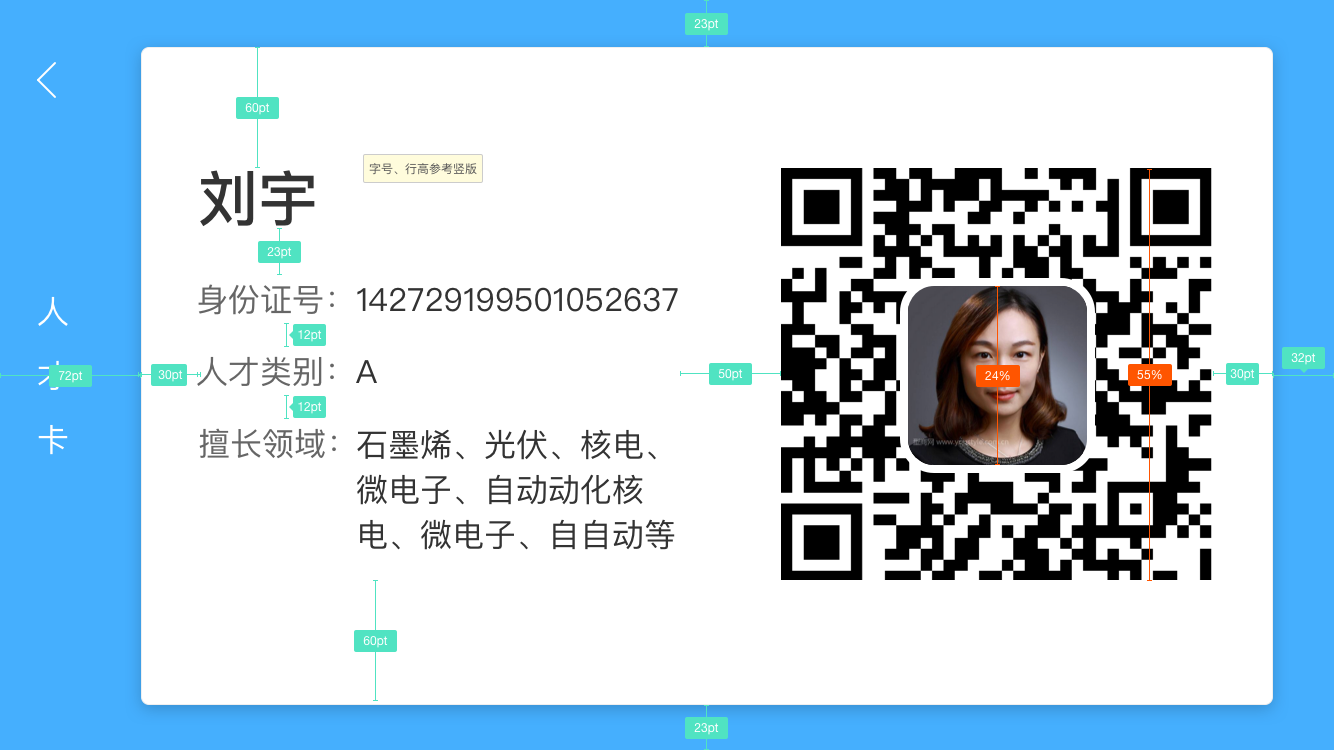 23pt
60pt
字号、行高参考竖版
刘宇
23pt
身份证号：142729199501052637
12pt
人才类别：A
12pt
擅长领域：石墨烯、光伏、核电、
微电子、自动动化核
电、微电子、自自动等
60pt
23pt
人
才
卡
72pt
30pt
50pt
24%
55%
30pt
32pt